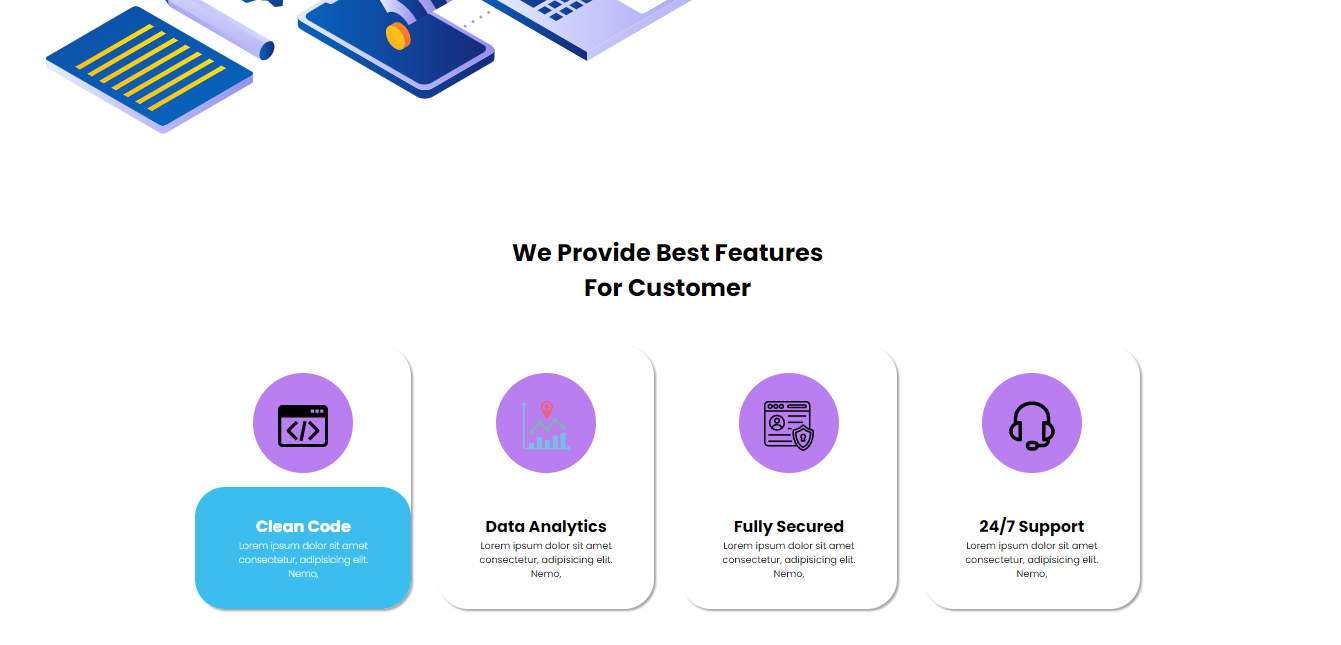 We Provide Best Features
For Customer
Clean Code
Lorem ipsum dolor sit amet
consectetur, adipisicing elit.
Nemo,
Data Analytics
Lorem ipsum dolor sit amet
consectetur, adipisicing elit.
Nemo,
Fully Secured
Lorem ipsum dolor sit amet
consectetur, adipisicing elit.
Nemo,
24/7 Support
Lorem ipsum dolor sit amet
consectetur, adipisicing elit.
Nemo,